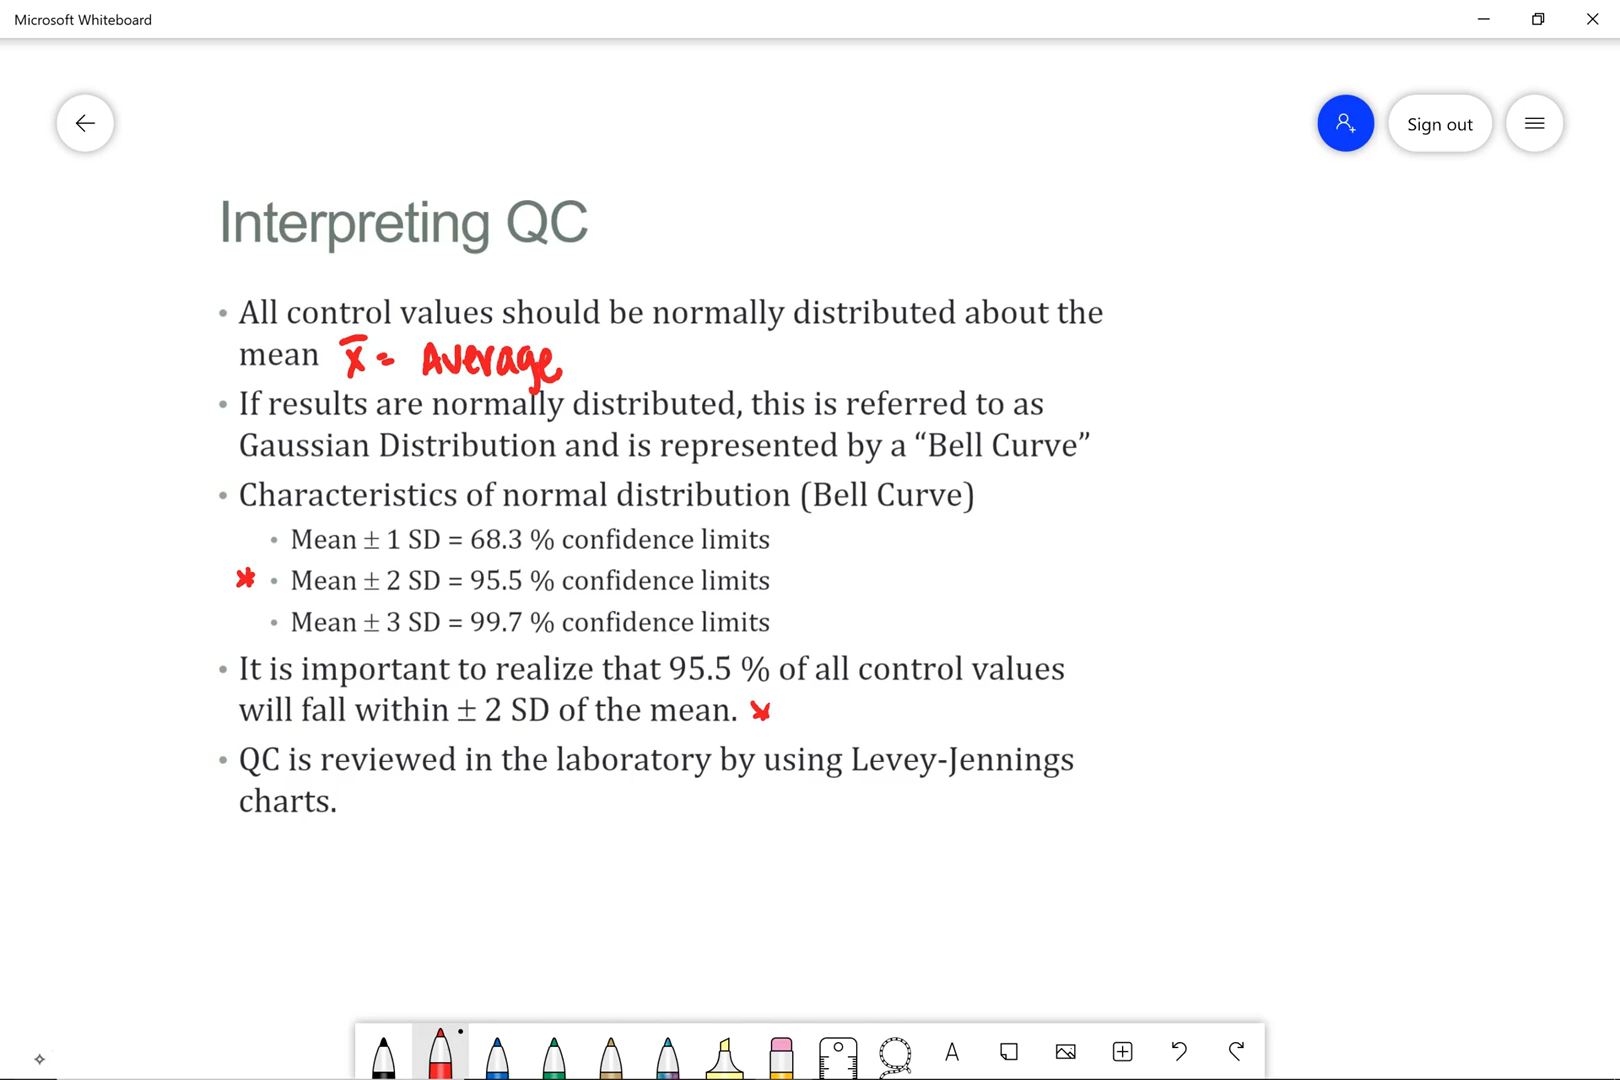 Microsoft Whiteboard
Sign out
Interpreting QC
• All control values should be normally distributed about the
mean x̄ = Average
• If results are normally distributed, this is referred to as
Gaussian Distribution and is represented by a “Bell Curve”
• Characteristics of normal distribution (Bell Curve)
• Mean ± 1 SD = 68.3 % confidence limits
* • Mean ± 2 SD = 95.5 % confidence limits
• Mean ± 3 SD = 99.7 % confidence limits
• It is important to realize that 95.5 % of all control values
will fall within ± 2 SD of the mean. *
• QC is reviewed in the laboratory by using Levey-Jennings
charts.